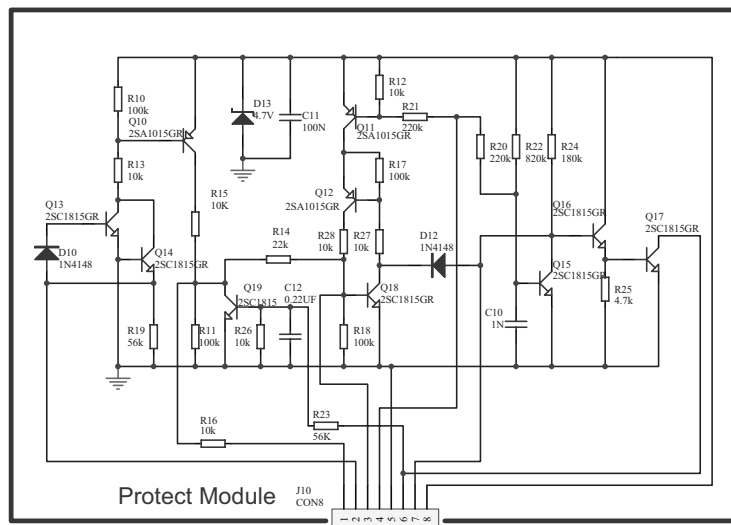 R10
100k
Q10
2SA1015GR
R13
10k
Q13
2SC1815GR
D10
1N4148
Q14
2SC1815GR
R19
56k
R15
10K
R11
100k
D13
4.7V
C11
100N
R14
22k
Q19
2SC1815
R26
10k
C12
0.22UF
R12
10k
R21
220k
Q11
2SA1015GR
R17
100k
Q12
2SA1015GR
R28
10k
R27
10k
D12
1N4148
Q18
2SC1815GR
R18
100k
R20
220k
R22
820k
R24
180k
Q16
2SC1815GR
Q17
2SC1815GR
Q15
2SC1815GR
C10
1N
R25
4.7k
R23
56K
R16
10k
Protect Module
J10
CON8
1
2
3
4
5
6
7
8